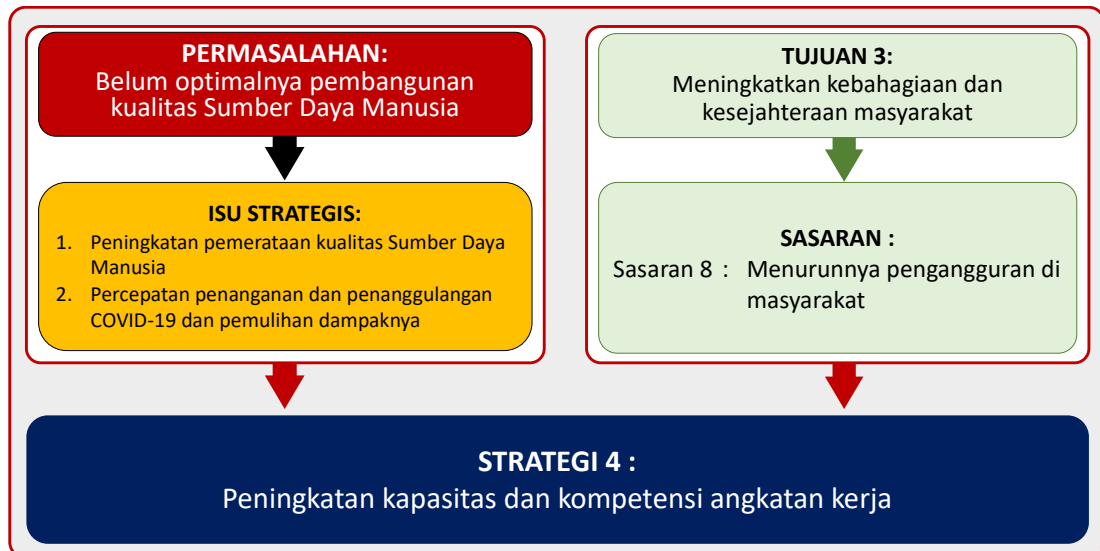 PERMASALAHAN:
Belum optimalnya pembangunan
kualitas Sumber Daya Manusia
ISU STRATEGIS:
1. Peningkatan pemerataan kualitas Sumber Daya
Manusia
2. Percepatan penanganan dan penanggulangan
COVID-19 dan pemulihan dampaknya
TUJUAN 3:
Meningkatkan kebahagiaan dan
kesejahteraan masyarakat
SASARAN :
Sasaran 8 : Menurunnya pengangguran di
masyarakat
STRATEGI 4 :
Peningkatan kapasitas dan kompetensi angkatan kerja